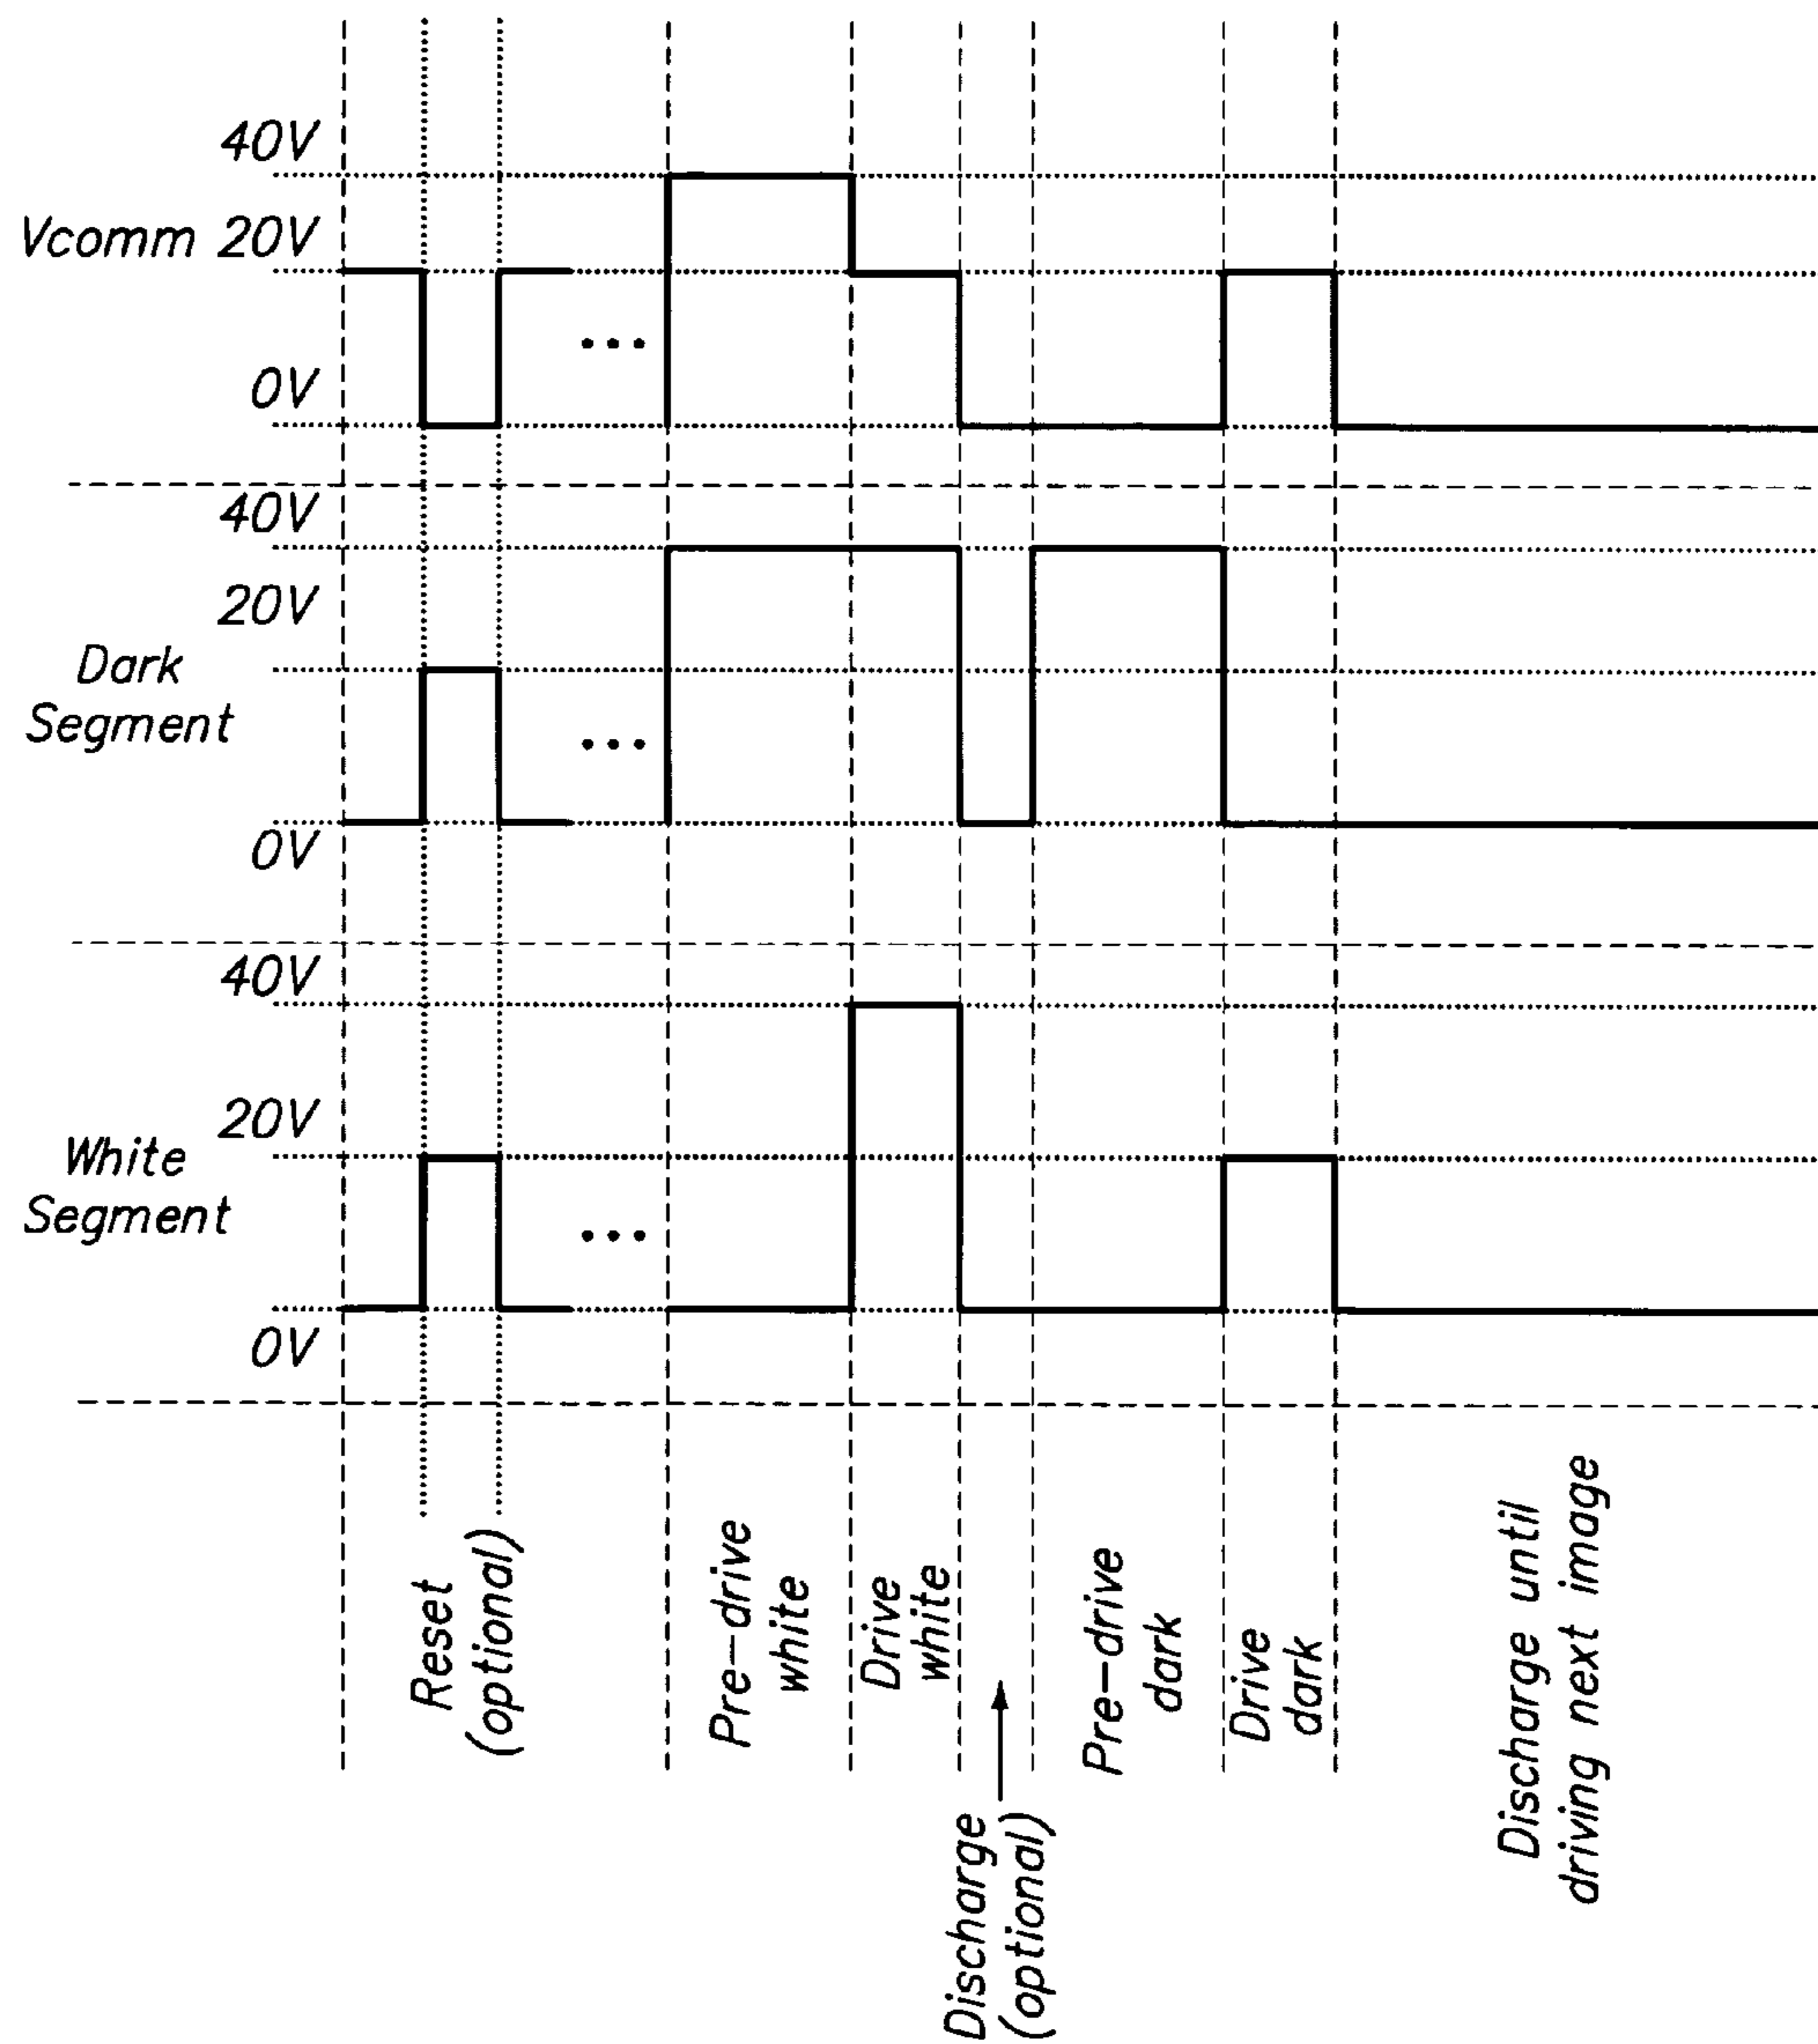 40V
Vcomm 20V
0V
40V
20V
Dark
Segment
0V
40V
20V
White
Segment
0V
Reset
(optional)
Pre-drive
white
Drive
white
Discharge
(optional)
Pre-drive
dark
Drive
dark
Discharge until
driving next image